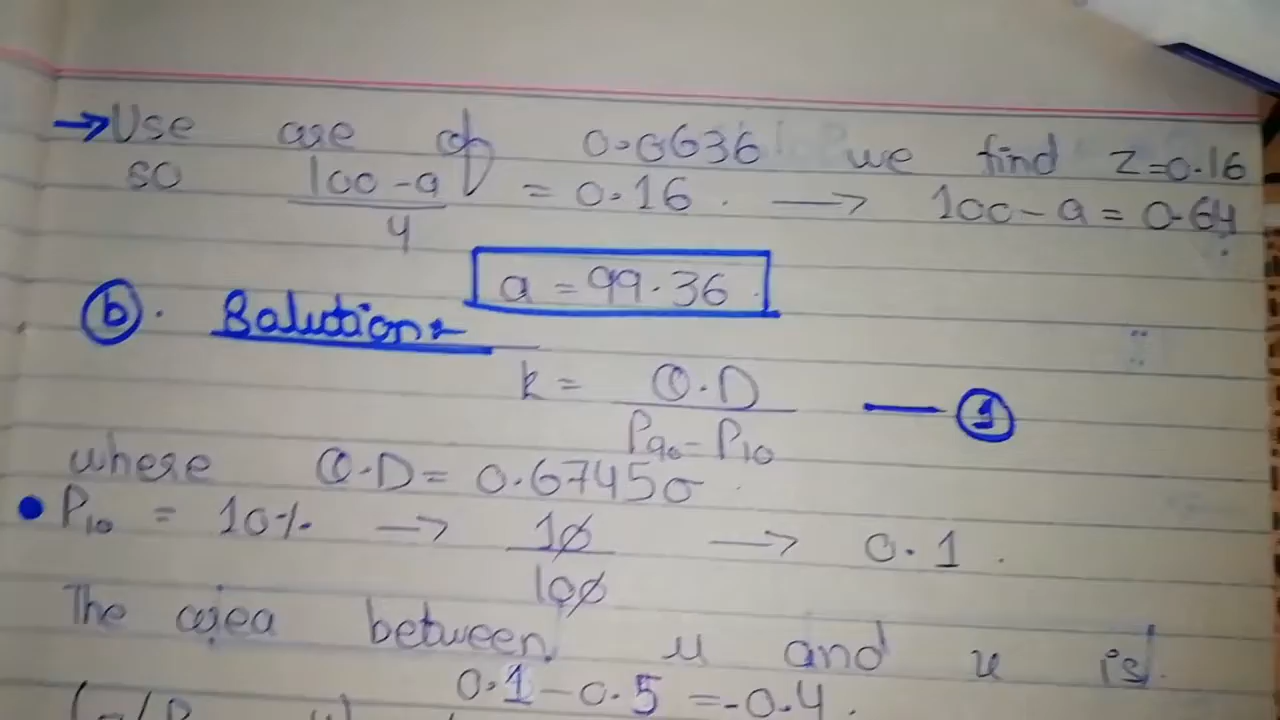 → Use are of 0.0636 we find z=0.16
so (100-a)/4 = 0.16. → 100-a = 0.64
a = 99.36.
(b). Solution:-
k = Q.D / (P90 - P10) — (1)
where Q.D = 0.6745σ.
• P10 = 10% → 10/100 → 0.1.
The area between μ and x is
0.1-0.5 = -0.4.